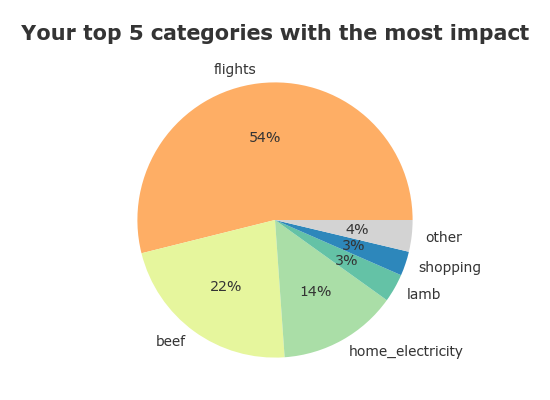 Your top 5 categories with the most impact
flights
54%
4%
other
3%
shopping
3%
lamb
22%
14%
beef
home_electricity